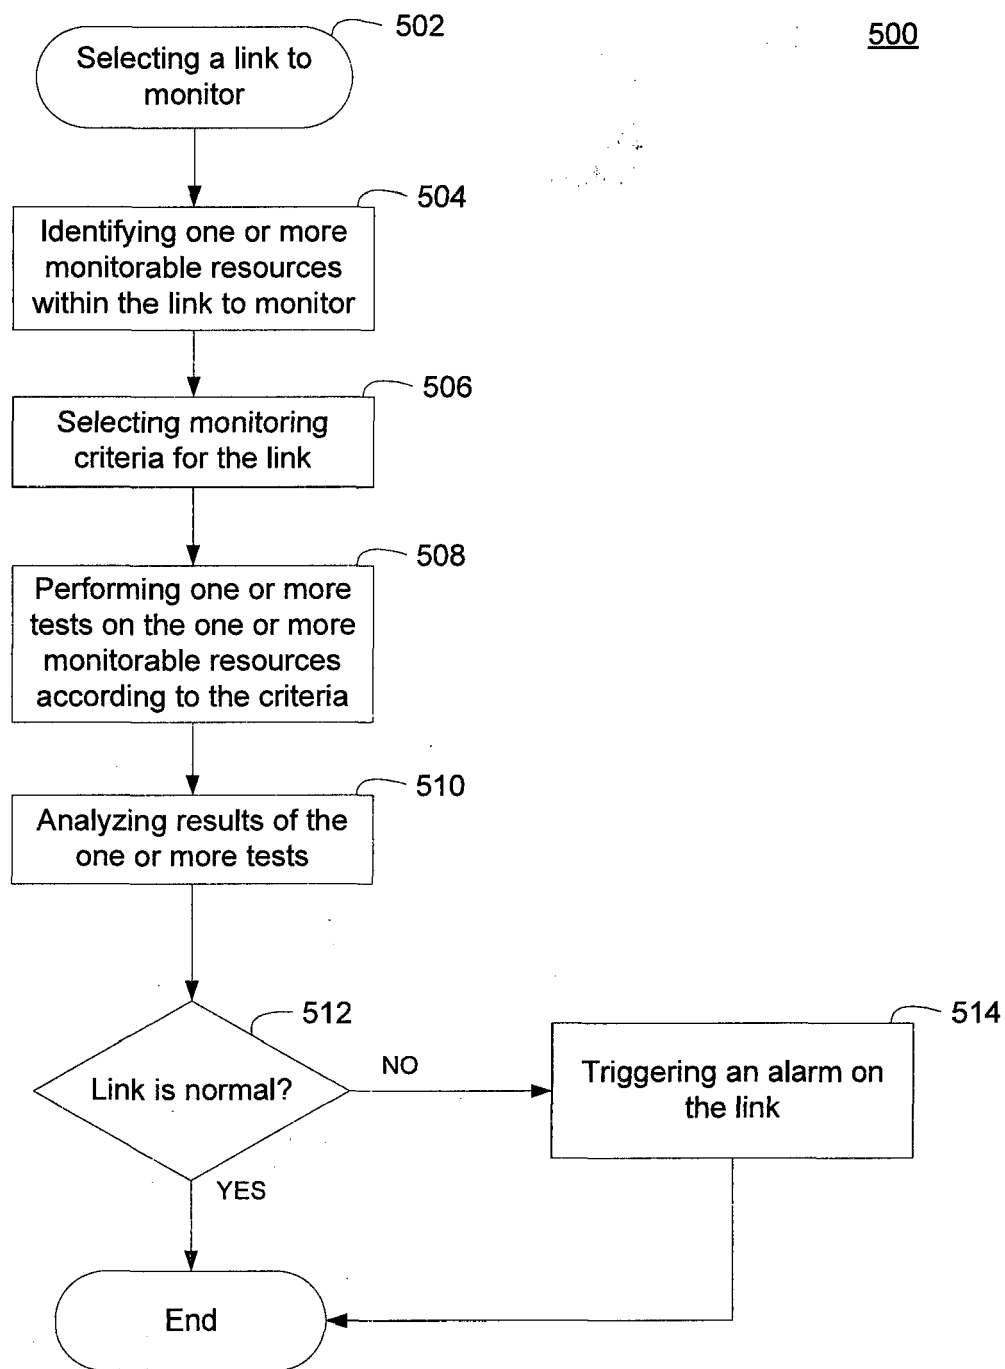 500
502
Selecting a link to
monitor
504
Identifying one or more
monitorable resources
within the link to monitor
506
Selecting monitoring
criteria for the link
508
Performing one or more
tests on the one or more
monitorable resources
according to the criteria
510
Analyzing results of the
one or more tests
512
Link is normal?
NO
514
Triggering an alarm on
the link
YES
End